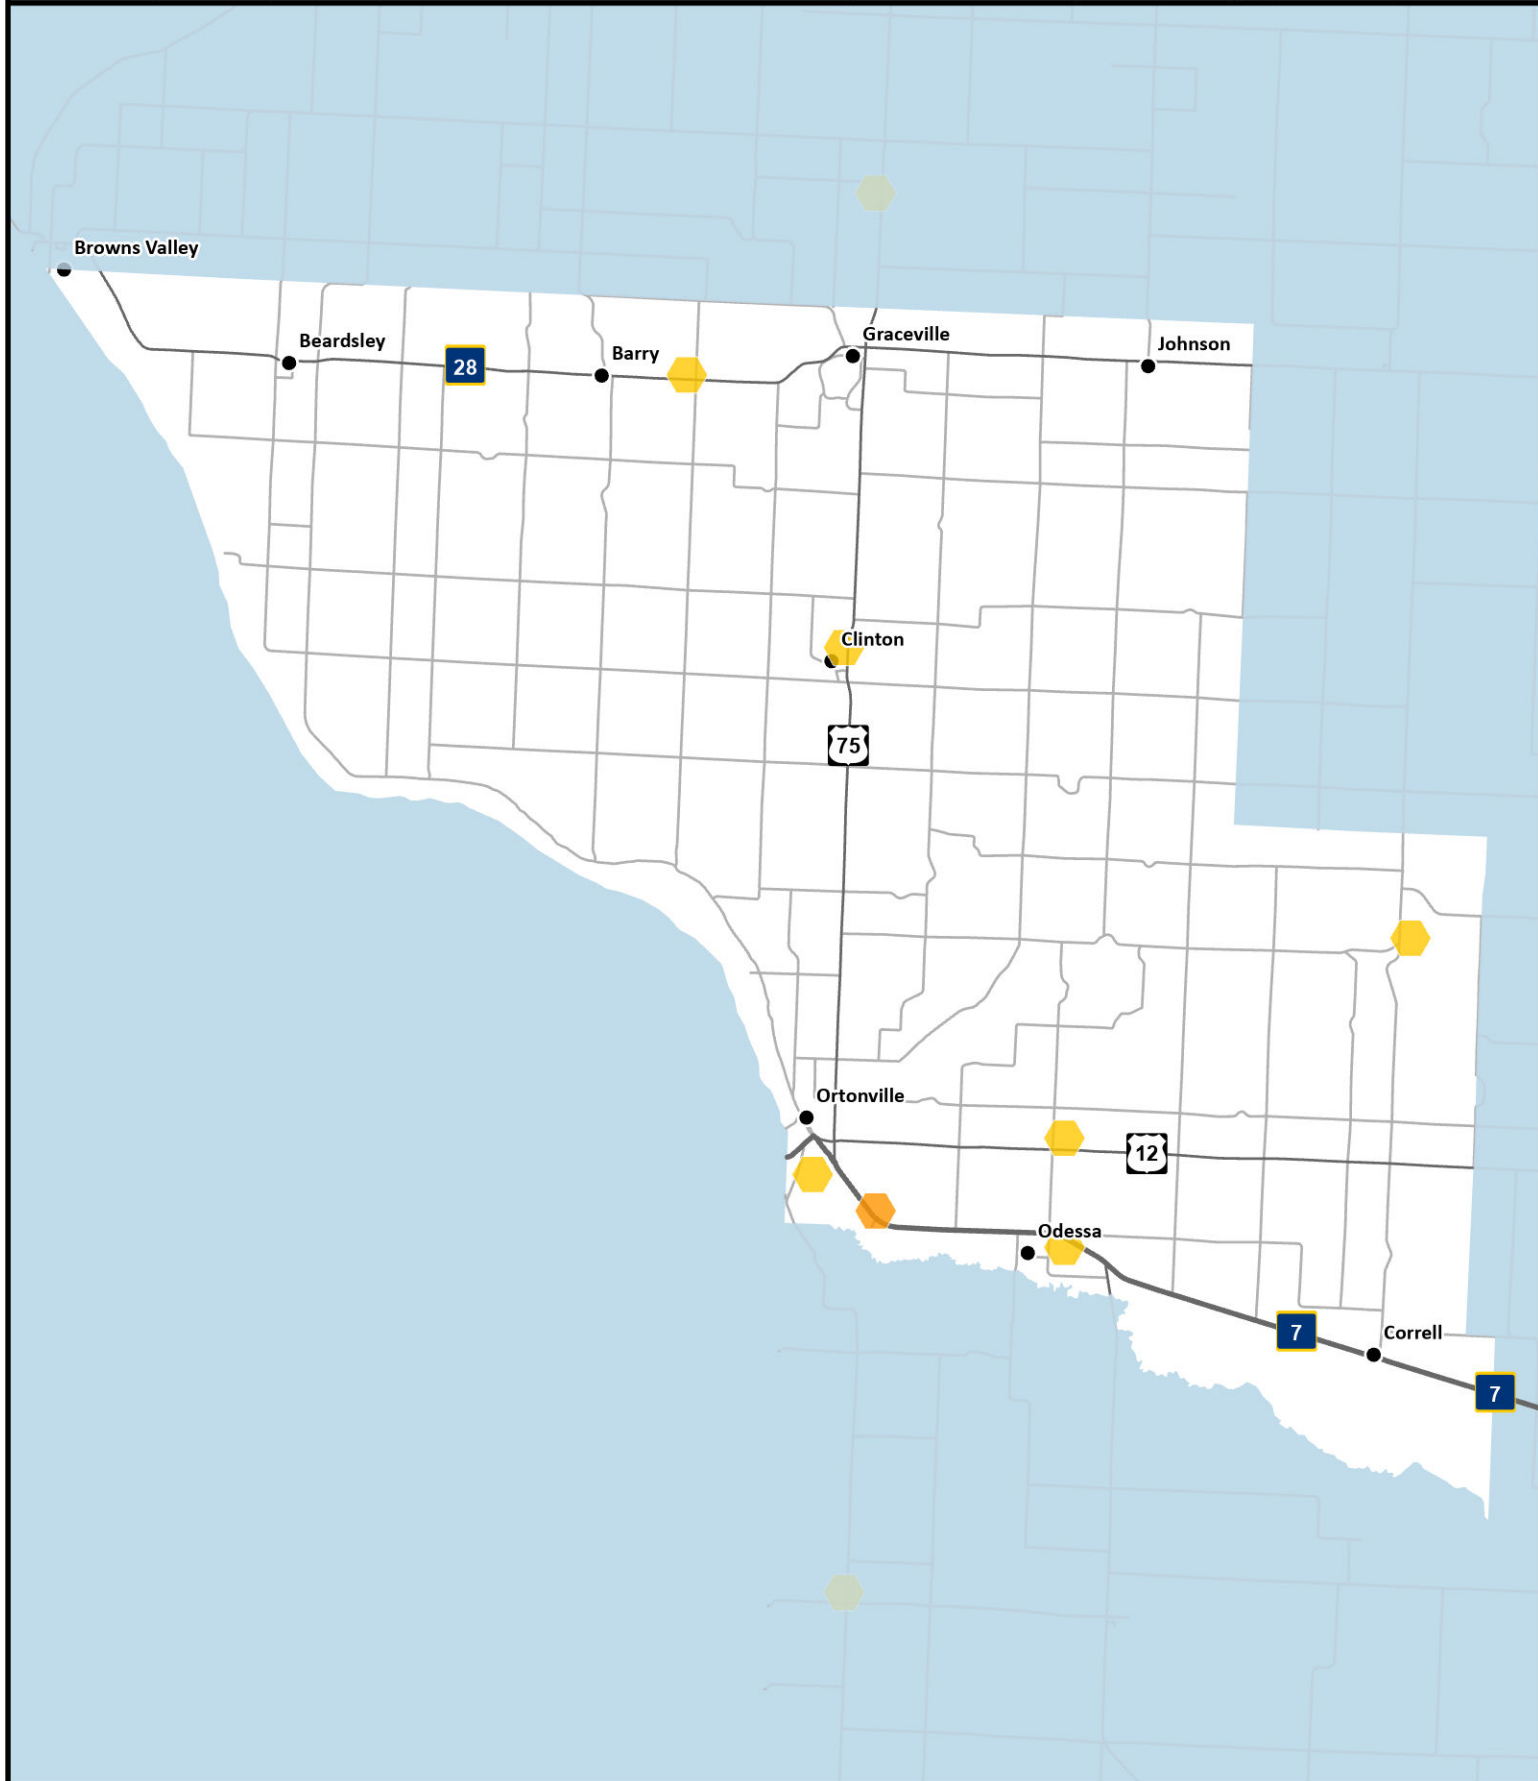 Browns Valley
Graceville
Johnson
Beardsley
Barry
28
Clinton
75
Ortonville
12
Odessa
7
Correll
7